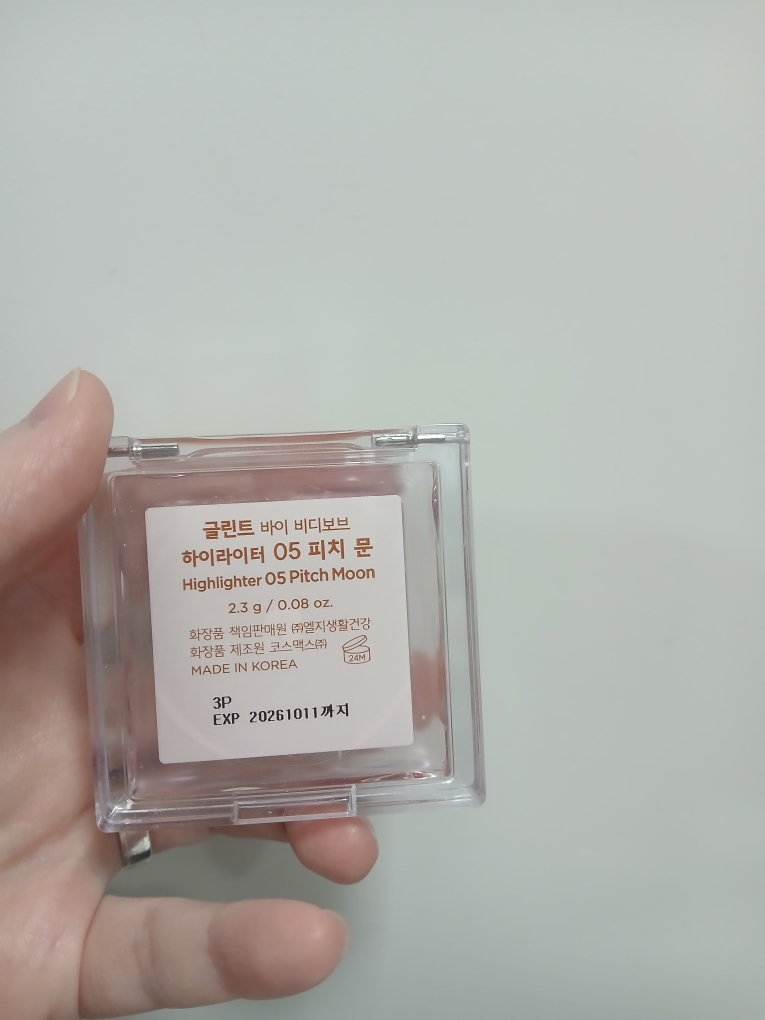 글린트 바이 비디보브
하이라이터 05 피치 문
Highlighter 05 Pitch Moon
2.3 g / 0.08 oz.
화장품 책임판매원 ㈜엘지생활건강
화장품 제조원 코스맥스㈜
24M
MADE IN KOREA
3P
EXP 20261011까지